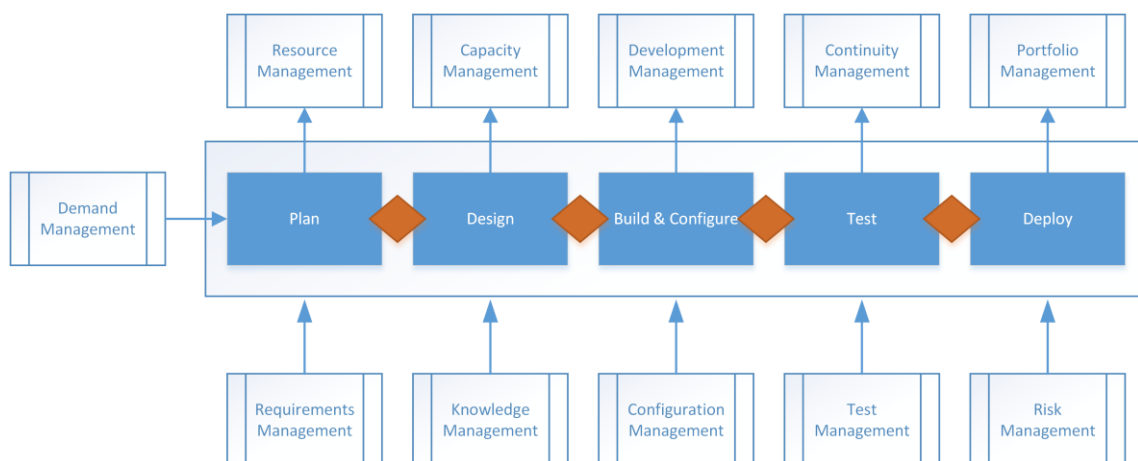 Resource
Management
Capacity
Management
Development
Management
Continuity
Management
Portfolio
Management
Demand
Management
Plan
Design
Build & Configure
Test
Deploy
Requirements
Management
Knowledge
Management
Configuration
Management
Test
Management
Risk
Management